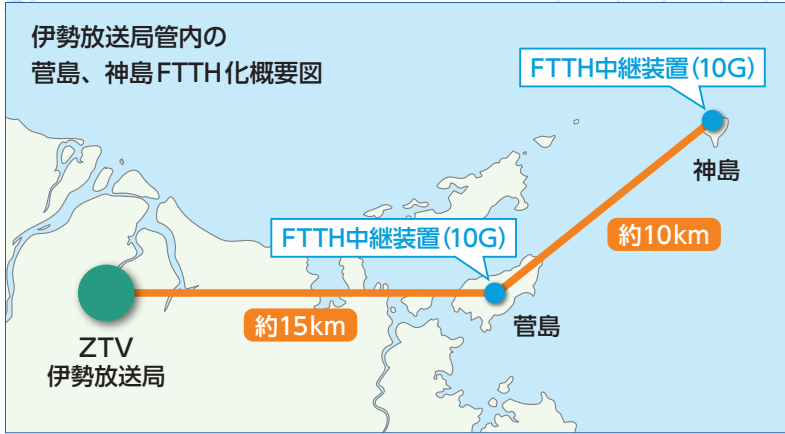 伊勢放送局管内の
菅島、神島FTTH化概要図
FTTH中継装置(10G)
神島
FTTH中継装置(10G)
約10km
約15km
菅島
ZTV
伊勢放送局